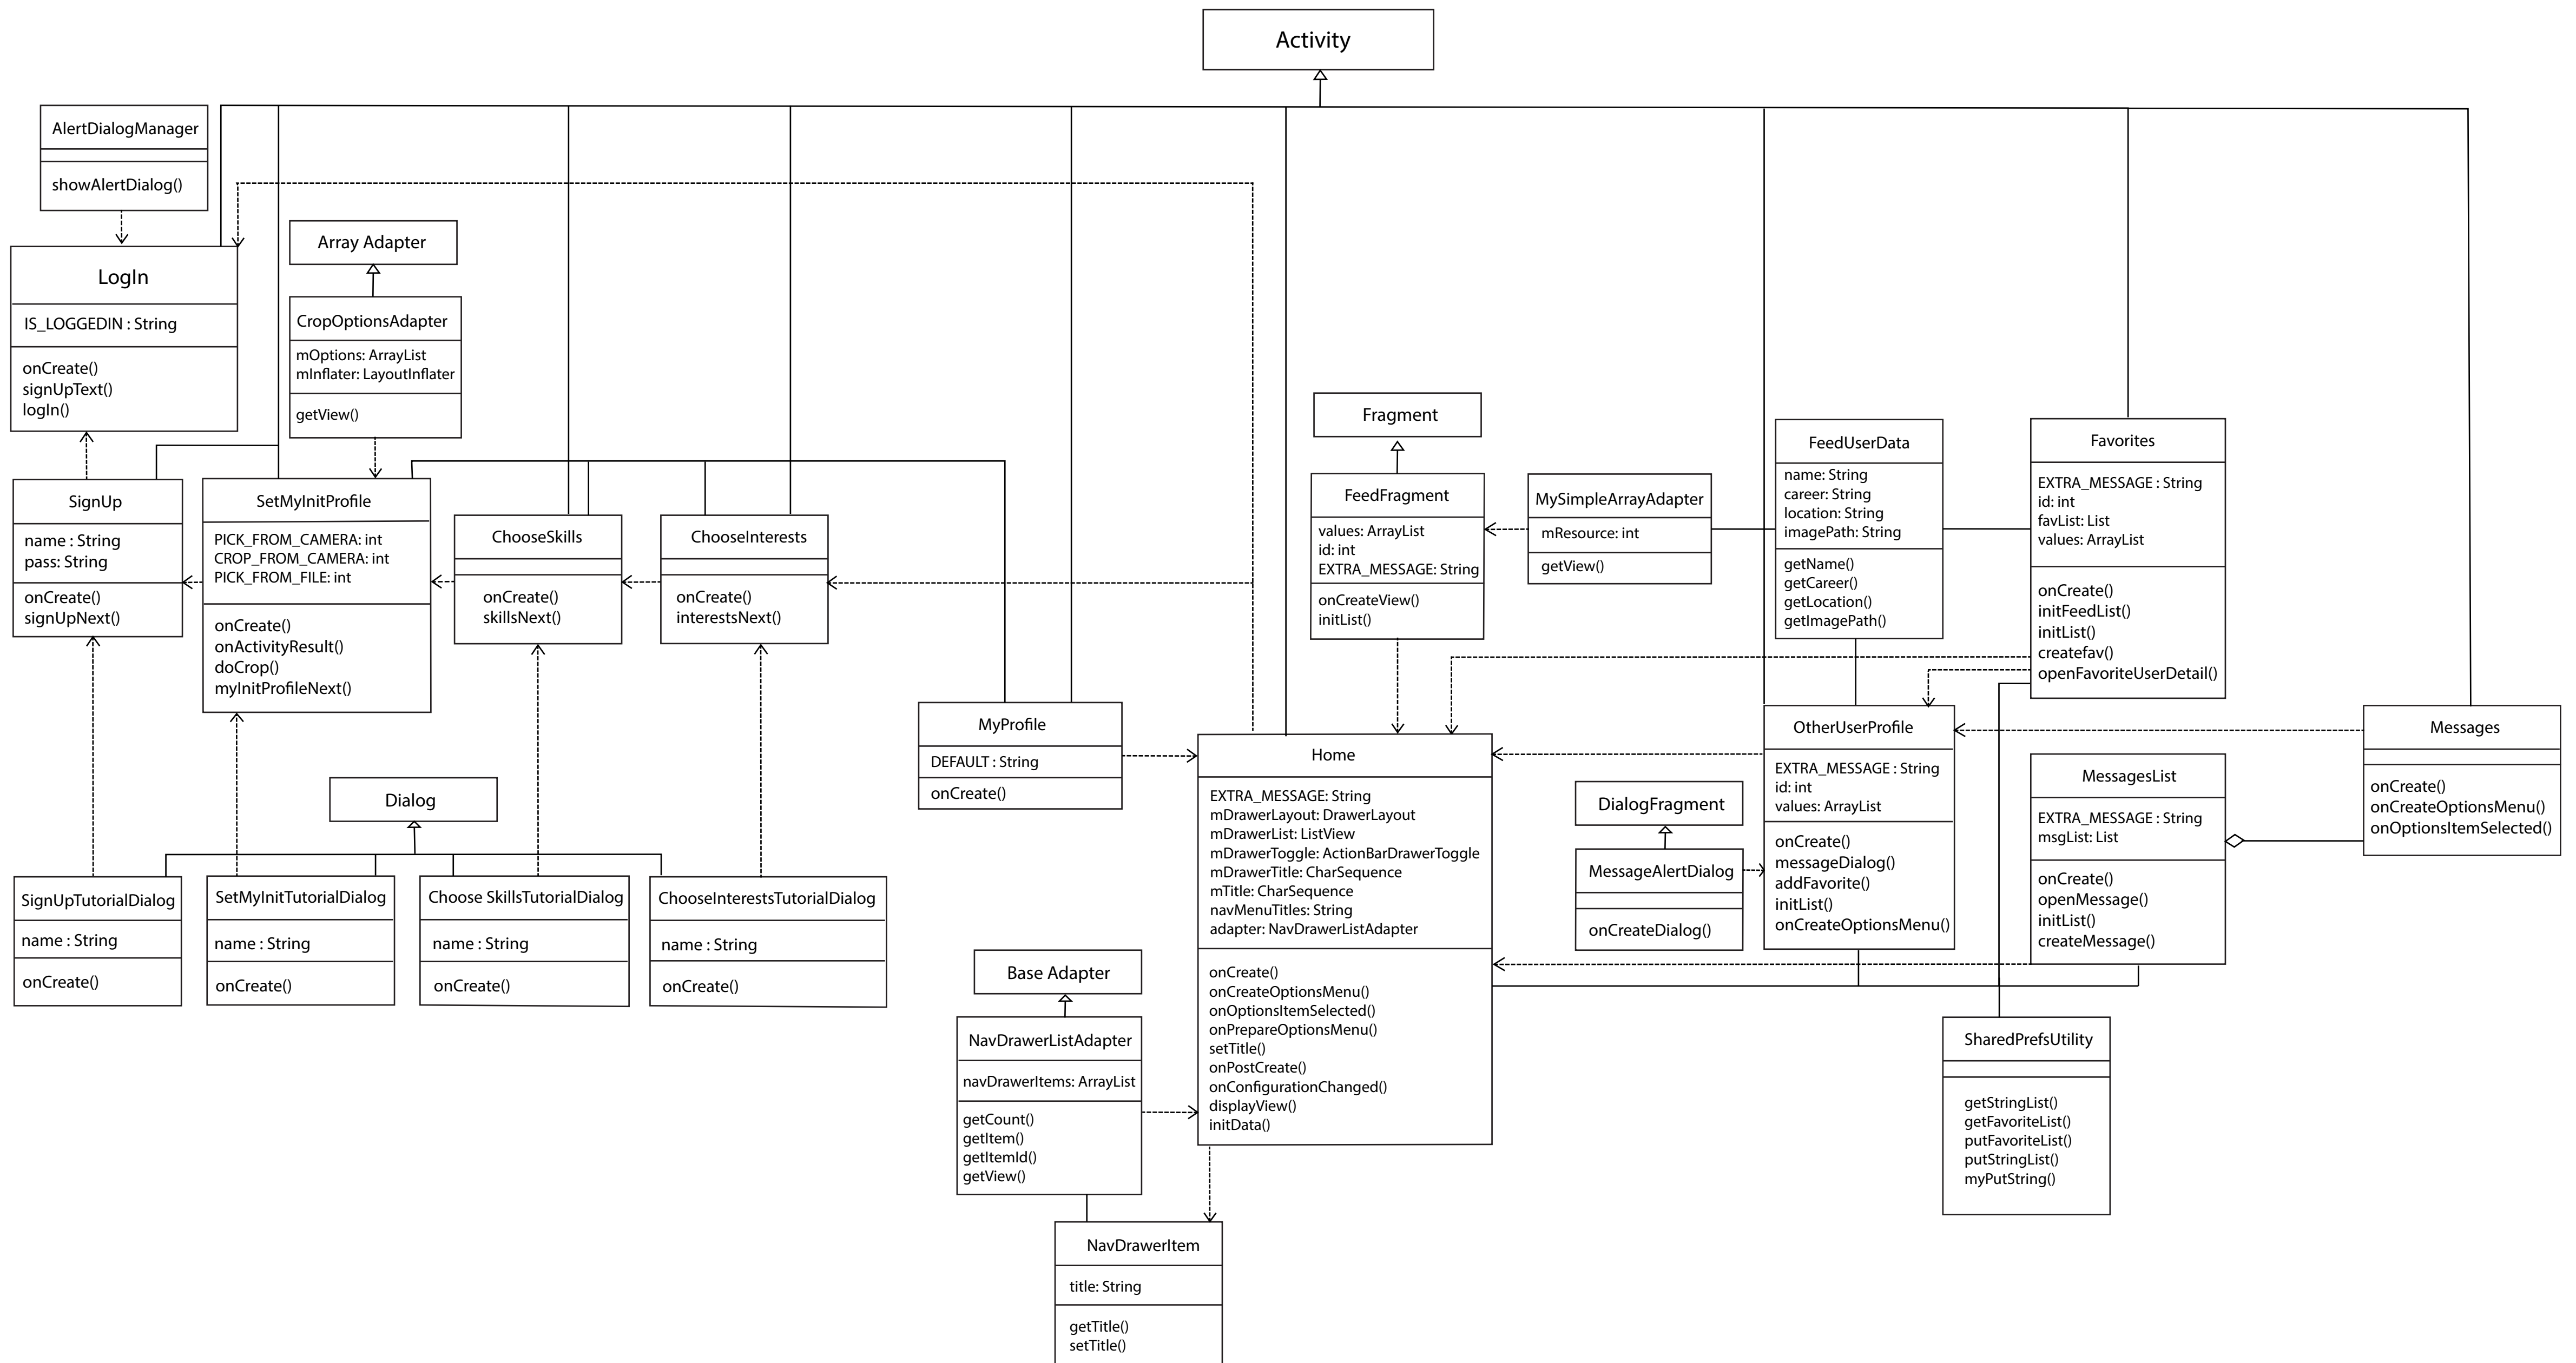 Activity
AlertDialogManager
showAlertDialog()
LogIn
IS_LOGGEDIN : String
onCreate()
signUpText()
logIn()
Array Adapter
CropOptionsAdapter
mOptions: ArrayList
mInflater: LayoutInflater
getView()
SignUp
name : String
pass: String
onCreate()
signUpNext()
SetMyInitProfile
PICK_FROM_CAMERA: int
CROP_FROM_CAMERA: int
PICK_FROM_FILE: int
onCreate()
onActivityResult()
doCrop()
myInitProfileNext()
ChooseSkills
onCreate()
skillsNext()
ChooseInterests
onCreate()
interestsNext()
Dialog
SignUpTutorialDialog
name : String
onCreate()
SetMyInitTutorialDialog
name : String
onCreate()
Choose SkillsTutorialDialog
name : String
onCreate()
ChooseInterestsTutorialDialog
name : String
onCreate()
MyProfile
DEFAULT : String
onCreate()
Fragment
FeedFragment
values: ArrayList
id: int
EXTRA_MESSAGE: String
onCreateView()
initList()
MySimpleArrayAdapter
mResource: int
getView()
FeedUserData
name: String
career: String
location: String
imagePath: String
getName()
getCareer()
getLocation()
getImagePath()
Favorites
EXTRA_MESSAGE : String
id: int
favList: List
values: ArrayList
onCreate()
initFeedList()
initList()
createfav()
openFavoriteUserDetail()
Home
EXTRA_MESSAGE: String
mDrawerLayout: DrawerLayout
mDrawerList: ListView
mDrawerToggle: ActionBarDrawerToggle
mDrawerTitle: CharSequence
mTitle: CharSequence
navMenuTitles: String
adapter: NavDrawerListAdapter
onCreate()
onCreateOptionsMenu()
onOptionsItemSelected()
onPrepareOptionsMenu()
setTitle()
onPostCreate()
onConfigurationChanged()
displayView()
initData()
DialogFragment
MessageAlertDialog
onCreateDialog()
OtherUserProfile
EXTRA_MESSAGE : String
id: int
values: ArrayList
onCreate()
messageDialog()
addFavorite()
initList()
onCreateOptionsMenu()
MessagesList
EXTRA_MESSAGE : String
msgList: List
onCreate()
openMessage()
initList()
createMessage()
Messages
onCreate()
onCreateOptionsMenu()
onOptionsItemSelected()
Base Adapter
NavDrawerListAdapter
navDrawerItems: ArrayList
getCount()
getItem()
getItemId()
getView()
SharedPrefsUtility
getStringList()
getFavoriteList()
putFavoriteList()
putStringList()
myPutString()
NavDrawerItem
title: String
getTitle()
setTitle()